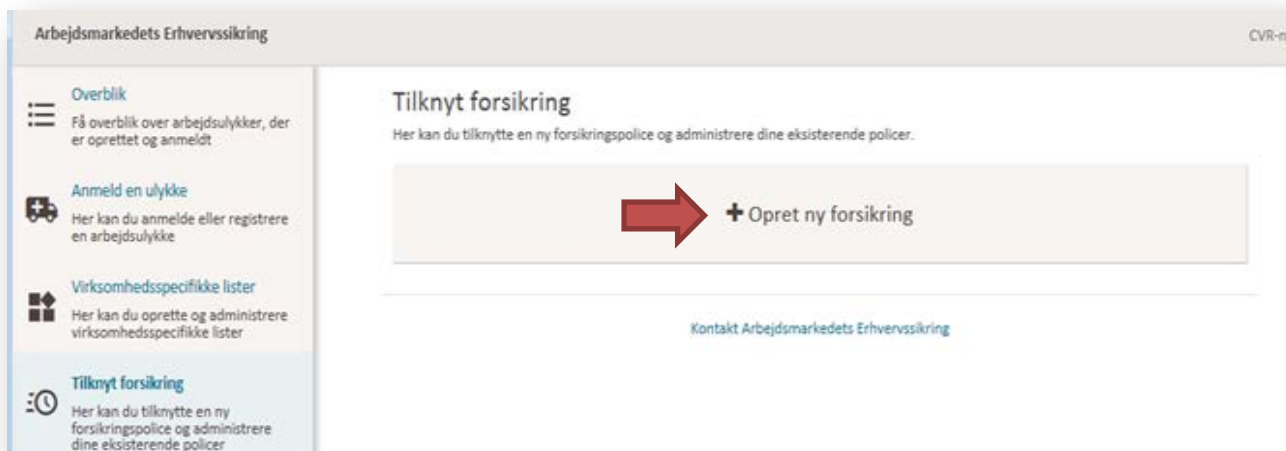 Arbejdsmarkedets Erhvervssikring
CVR-n
Overblik
Få overblik over arbejdsulykker, der
er oprettet og anmeldt
Anmeld en ulykke
Her kan du anmelde eller registrere
en arbejdsulykke
Virksomhedsspecifikke lister
Her kan du oprette og administrere
virksomhedsspecifikke lister
Tilknyt forsikring
Her kan du tilknytte en ny
forsikringspolice og administrere
dine eksisterende policer
Tilknyt forsikring
Her kan du tilknytte en ny forsikringspolice og administrere dine eksisterende policer.
+ Opret ny forsikring
Kontakt Arbejdsmarkedets Erhvervssikring